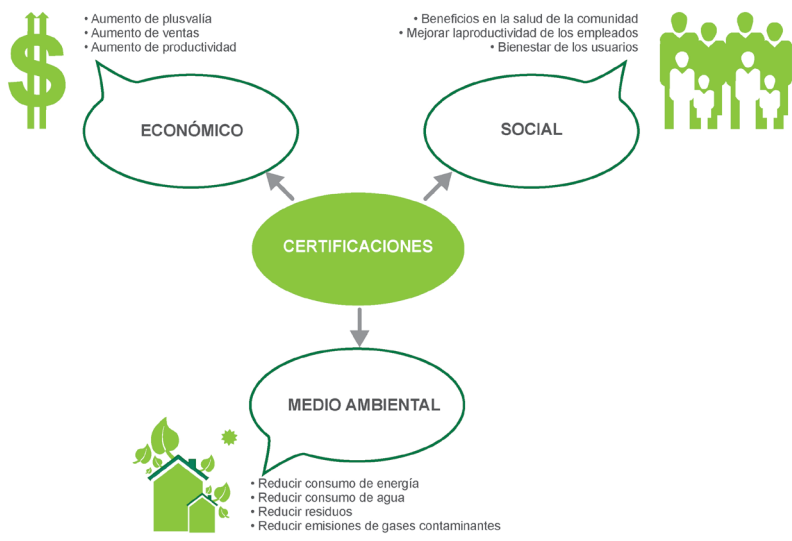 • Aumento de plusvalía
• Aumento de ventas
• Aumento de productividad
• Beneficios en la salud de la comunidad
• Mejorar laproductividad de los empleados
• Bienestar de los usuarios
ECONÓMICO
SOCIAL
CERTIFICACIONES
MEDIO AMBIENTAL
• Reducir consumo de energía
• Reducir consumo de agua
• Reducir residuos
• Reducir emisiones de gases contaminantes